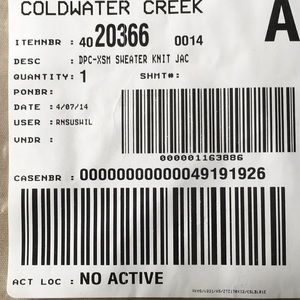 COLDWATER CREEK
A
ITEMNBR : 40 20366 0014
DESC : DPC-XSM SWEATER KNIT JAC
QUANTITY: 1 SHMT#:
PONBR:
DATE : 4/07/14
USER : RNSUSWIL
VNDR :
000001163886
CASENBR : 00000000000049191926
ACT LOC : NO ACTIVE